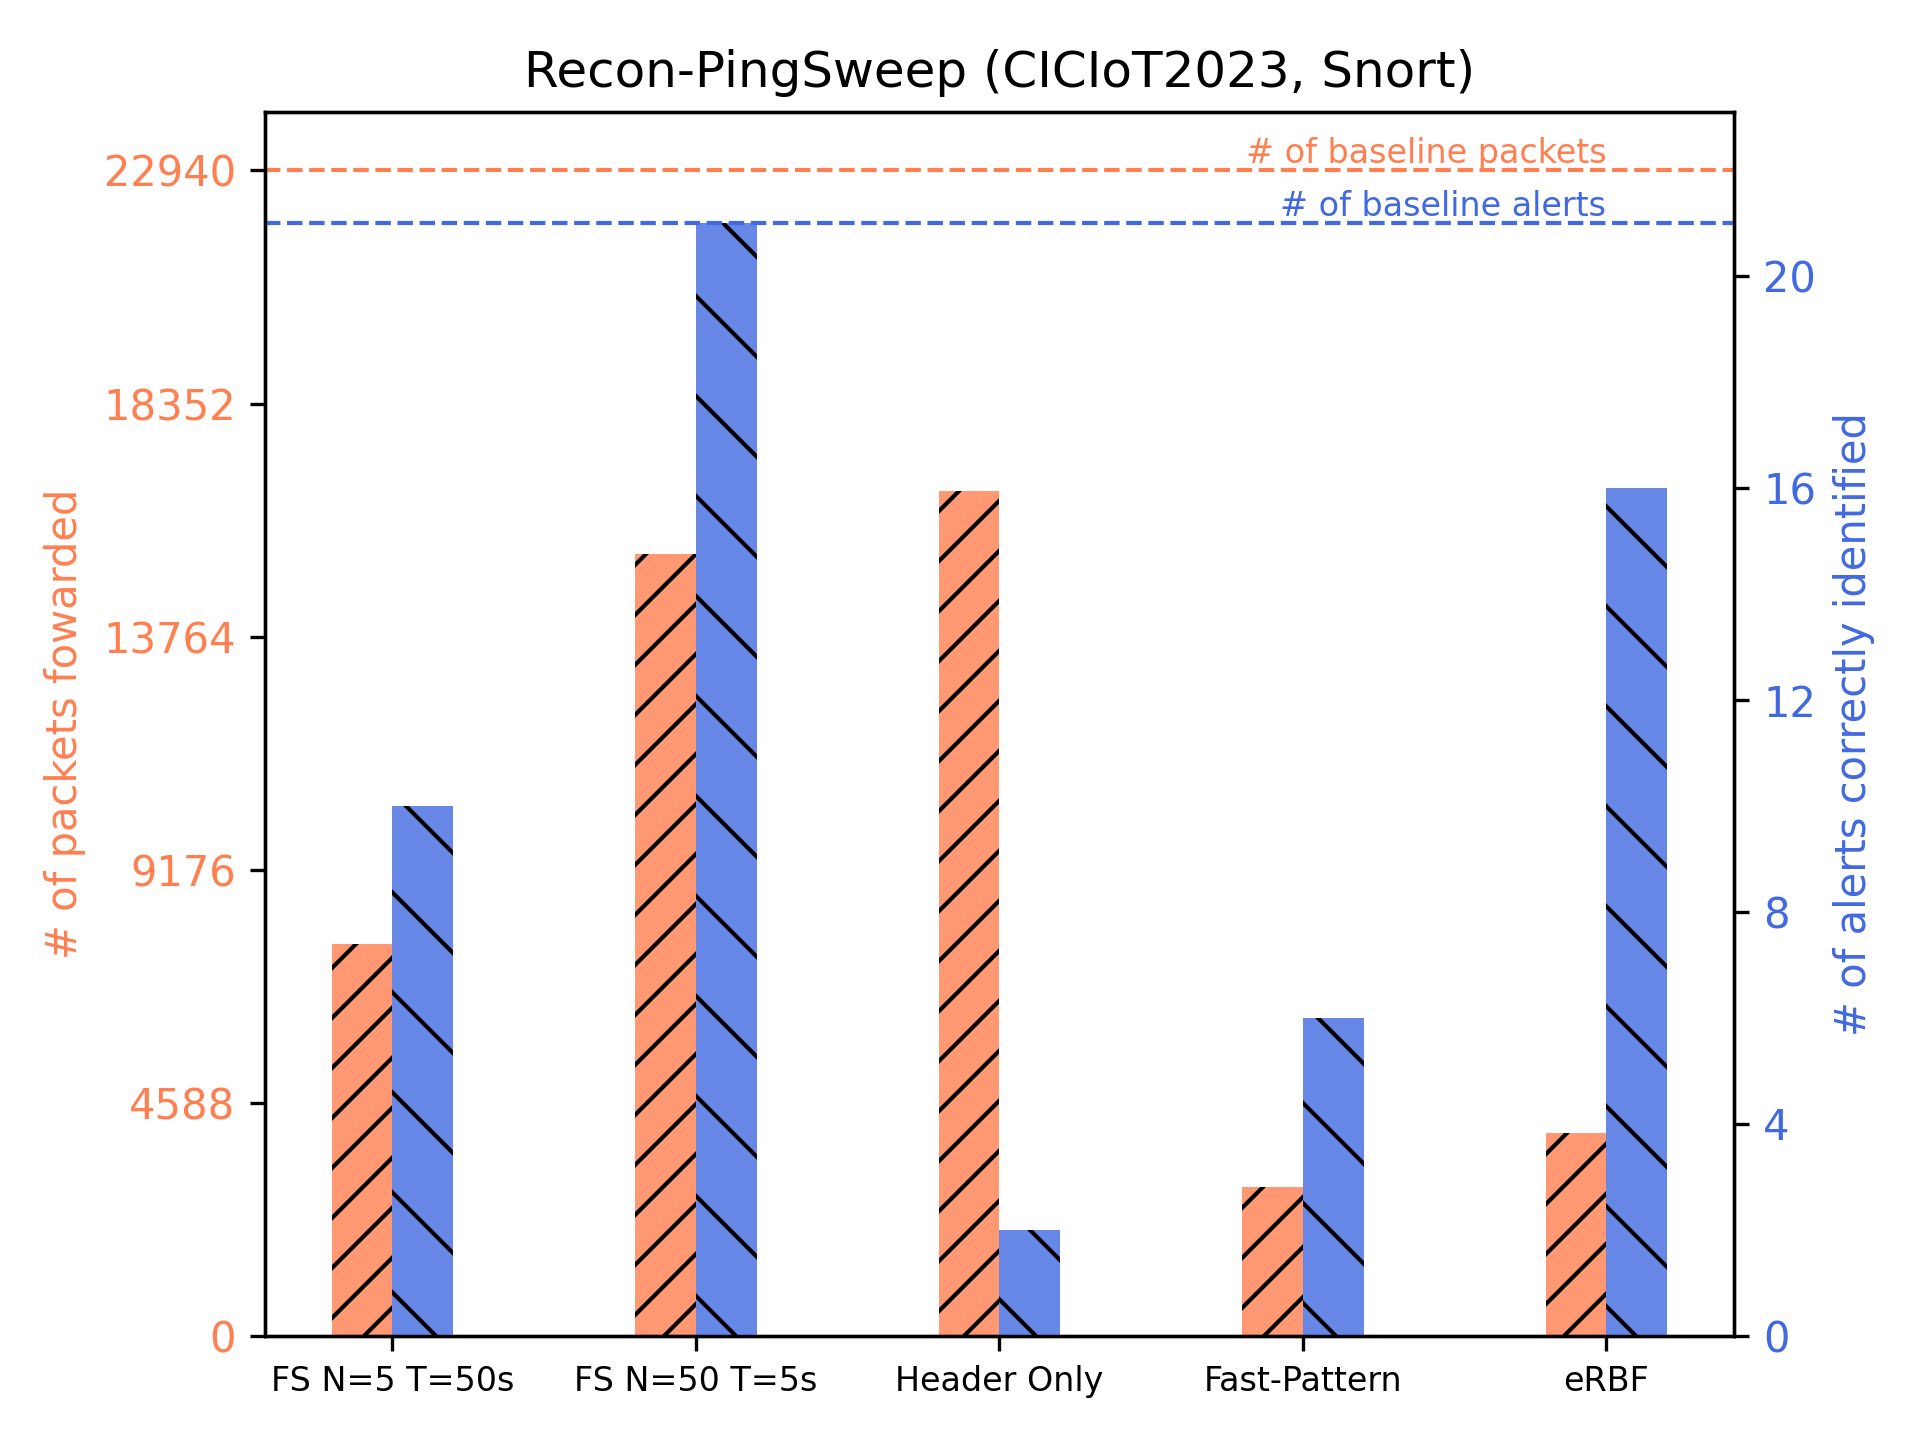 Recon-PingSweep (CICIoT2023, Snort)
# of baseline packets
# of baseline alerts
# of packets fowarded
22940
18352
13764
9176
4588
0
# of alerts correctly identified
20
16
12
8
4
0
FS N=5 T=50s
FS N=50 T=5s
Header Only
Fast-Pattern
eRBF